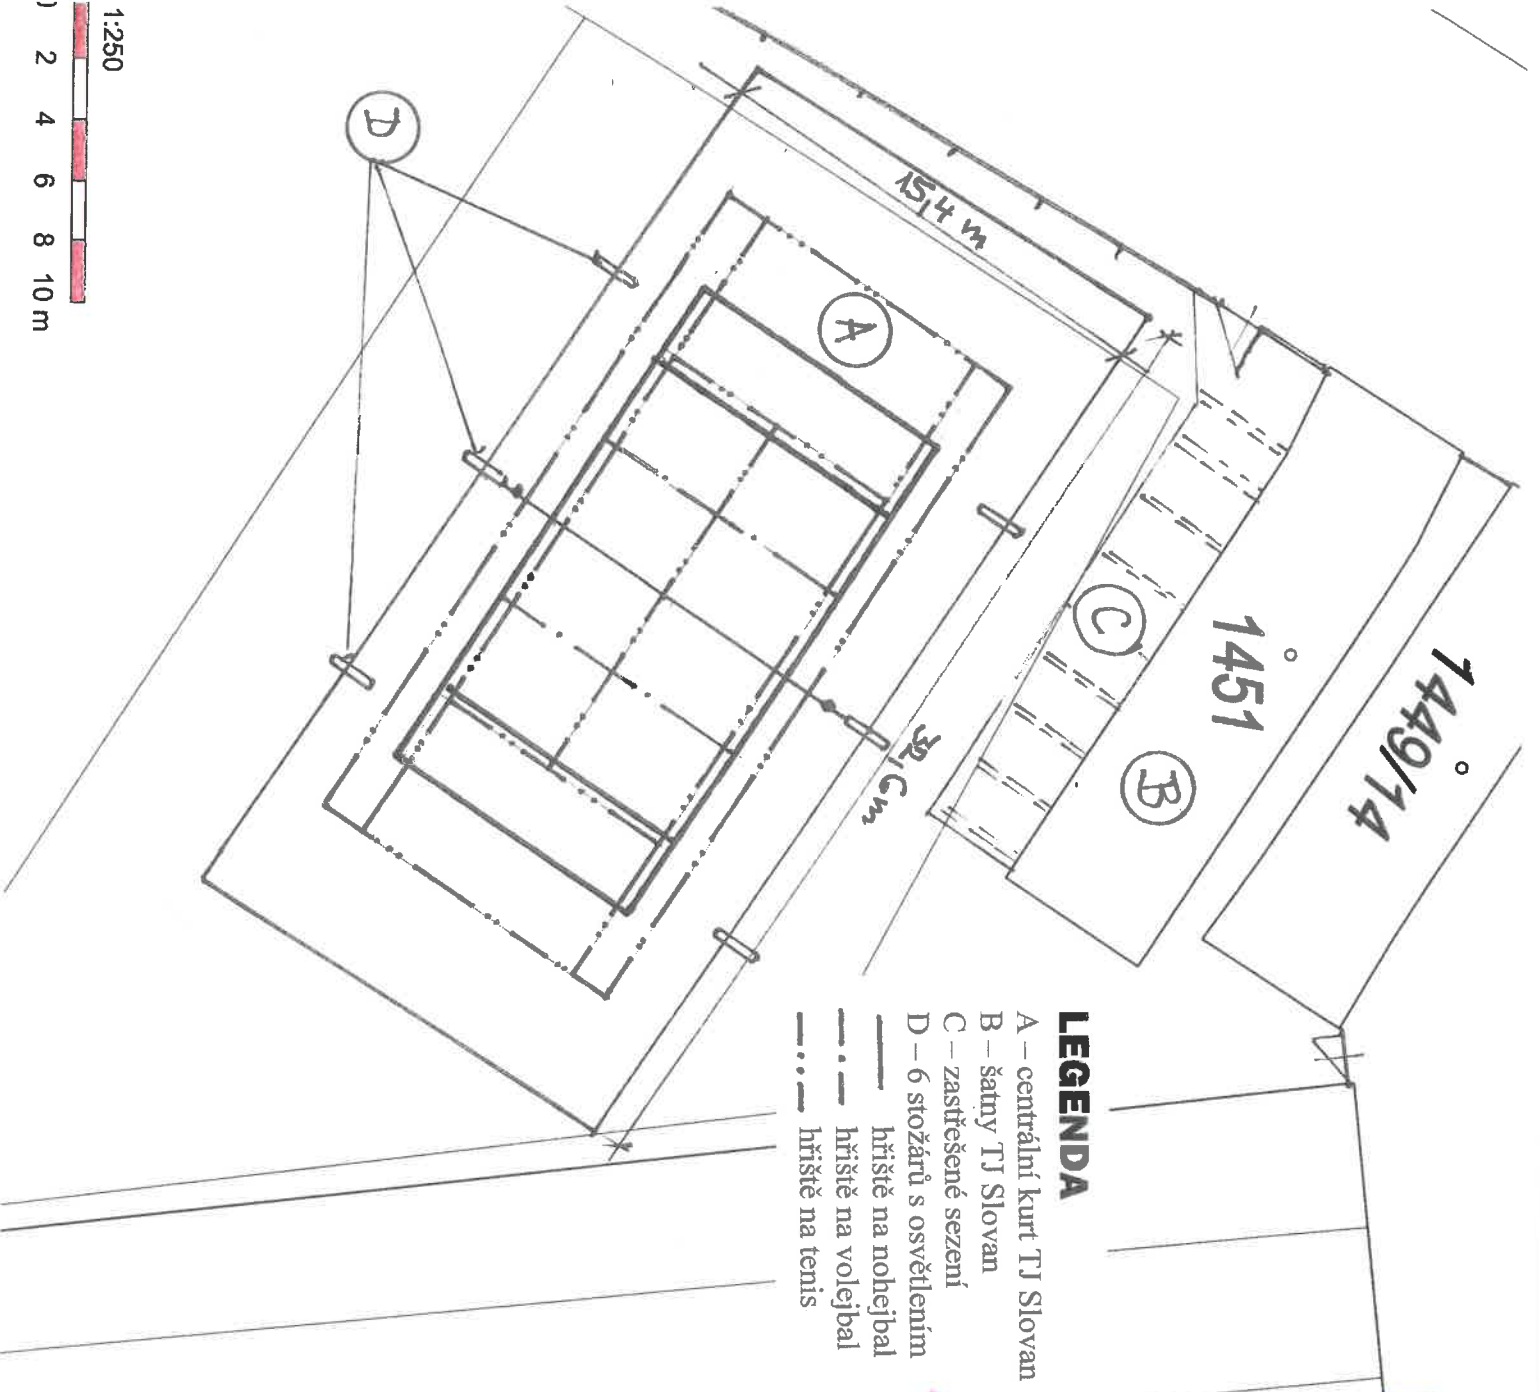 1:250
0 2 4 6 8 10 m
D
15,4 m
A
32,6 m
C
B
1451
1449/14
LEGENDA
A – centrální kurt TJ Slovan
B – šatny TJ Slovan
C – zastřešené sezení
D – 6 stožárů s osvětlením
hřiště na nohejbal
hřiště na volejbal
hřiště na tenis